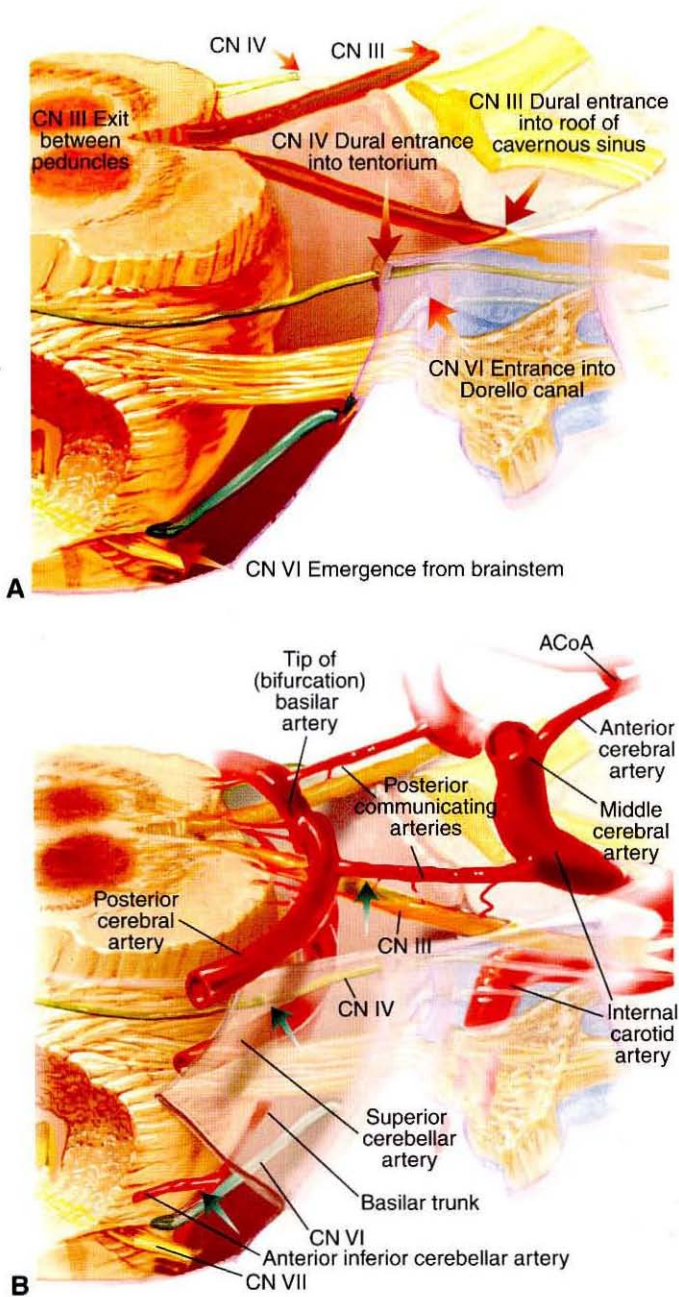 CN IV
CN III
CN III Exit
between
peduncles
CN IV Dural entrance
into tentorium
CN III Dural entrance
into roof of
cavernous sinus
CN VI Entrance into
Dorello canal
CN VI Emergence from brainstem
A
ACoA
Tip of
(bifurcation)
basilar
artery
Anterior
cerebral
artery
Posterior
communicating
arteries
Middle
cerebral
artery
Posterior
cerebral
artery
CN III
CN IV
Internal
carotid
artery
Superior
cerebellar
artery
Basilar trunk
CN VI
Anterior inferior cerebellar artery
CN VII
B